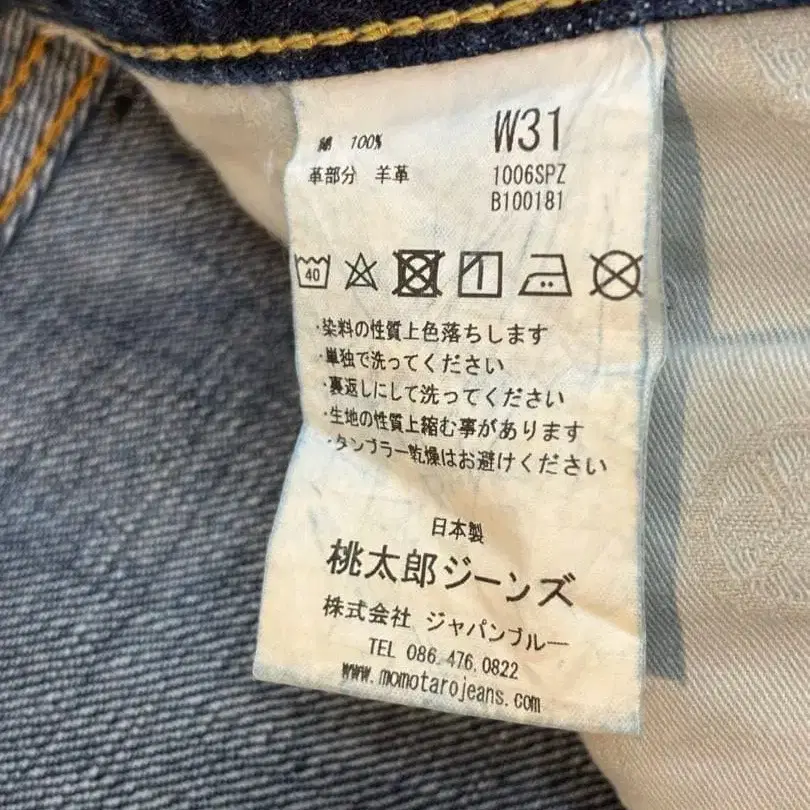 綿 100%
W31
革部分 羊革
1006SPZ
B100181
40
・染料の性質上色落ちします
・単独で洗ってください
・裏返しにして洗ってください
・生地の性質上縮む事があります
・タンブラー乾燥はお避けください
日本製
桃太郎ジーンズ
株式会社 ジャパンブルー
TEL 086.476.0822
www.momotarojeans.com